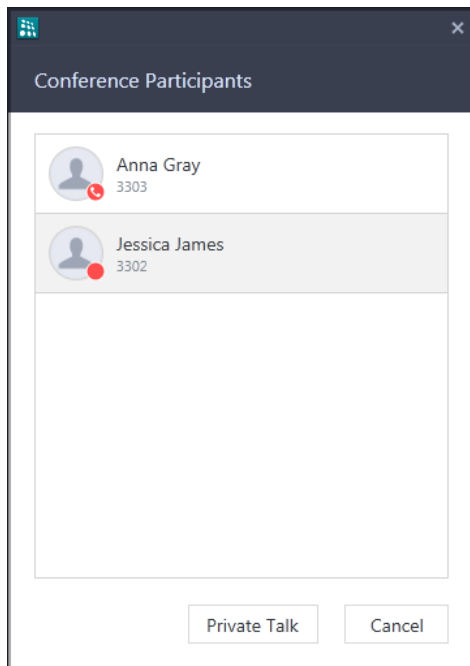 Conference Participants
Anna Gray
3303
Jessica James
3302
Private Talk
Cancel